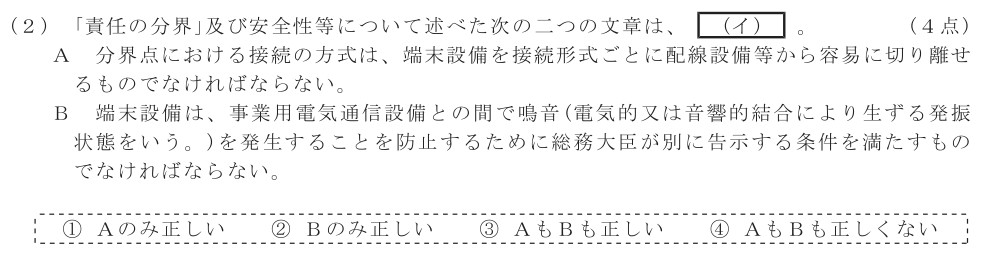 (2) 「責任の分界」及び安全性等について述べた次の二つの文章は、 (イ) 。 (4点)
A 分界点における接続の方式は、端末設備を接続形式ごとに配線設備等から容易に切り離せ
るものでなければならない。
B 端末設備は、事業用電気通信設備との間で鳴音(電気的又は音響的結合により生ずる発振
状態をいう。)を発生することを防止するために総務大臣が別に告示する条件を満たすもの
でなければならない。
① Aのみ正しい ② Bのみ正しい ③ AもBも正しい ④ AもBも正しくない